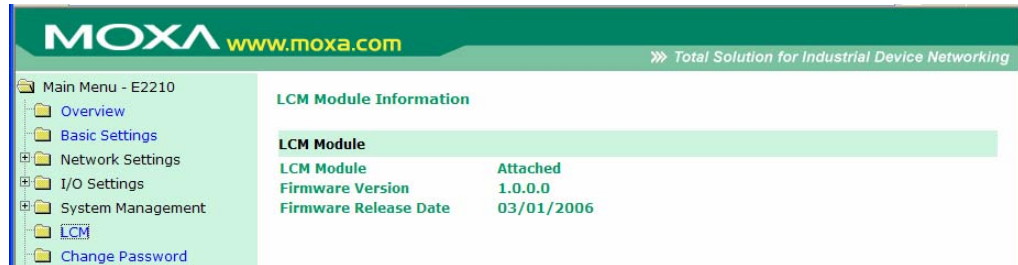 MOXA www.moxa.com
Total Solution for Industrial Device Networking
Main Menu - E2210
Overview
Basic Settings
Network Settings
I/O Settings
System Management
LCM
Change Password
LCM Module Information
LCM Module
LCM Module Attached
Firmware Version 1.0.0.0
Firmware Release Date 03/01/2006